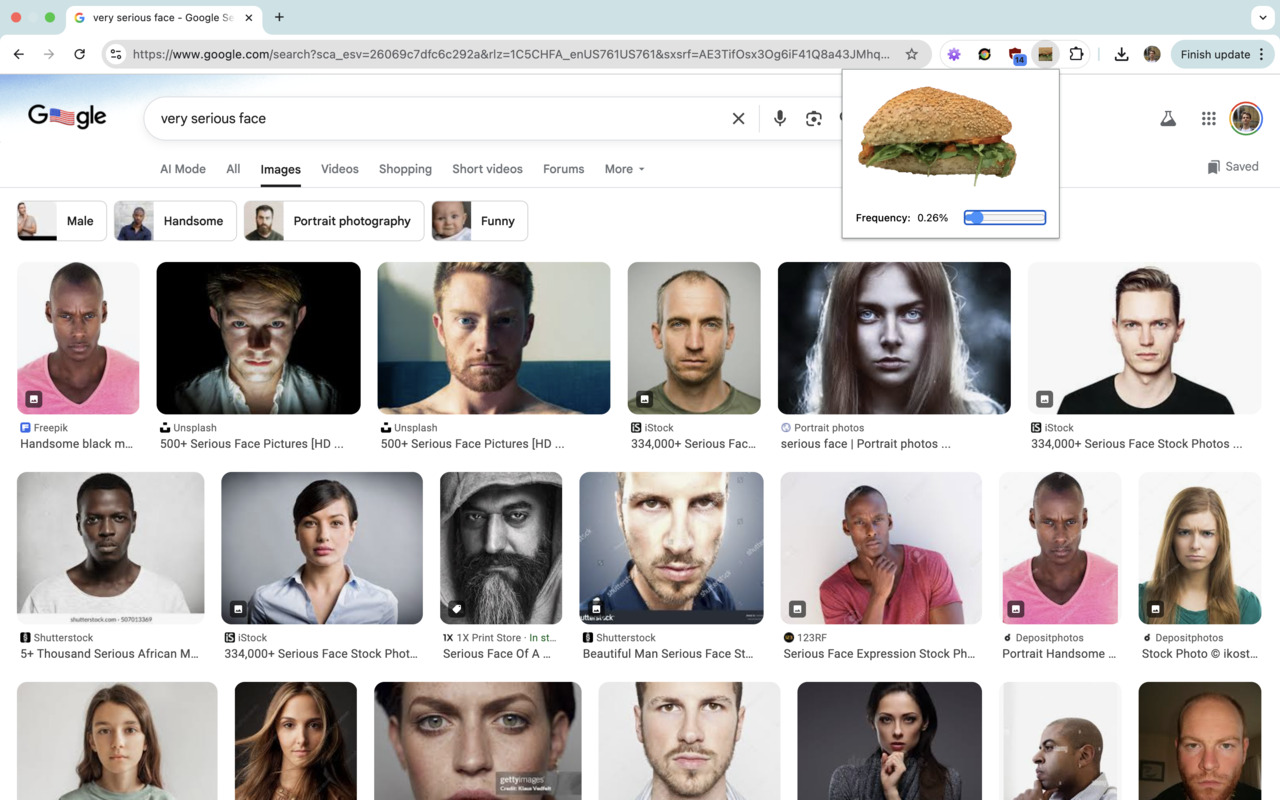 very serious face - Google Se
https://www.google.com/search?sca_esv=26069c7dfc6c292a&rlz=1C5CHFA_enUS761US761&sxsrf=AE3TifOsx3Og6iF41Q8a43JMhq...
14
Finish update
Google
very serious face
AI Mode All Images Videos Shopping Short videos Forums More
Saved
Male Handsome Portrait photography Funny
Frequency: 0.26%
Freepik
Handsome black m...
Unsplash
500+ Serious Face Pictures [HD ...
Unsplash
500+ Serious Face Pictures [HD ...
iStock
334,000+ Serious Fac...
Portrait photos
serious face | Portrait photos ...
iStock
334,000+ Serious Face Stock Photos ...
shutterstock.com · 507013369
shutterstock
shutterstock
Shutterstock
5+ Thousand Serious African M...
iStock
334,000+ Serious Face Stock Phot...
1X 1X Print Store · In st...
Serious Face Of A ...
Shutterstock
Beautiful Man Serious Face St...
123RF
Serious Face Expression Stock Ph...
Depositphotos
Portrait Handsome ...
Depositphotos
Stock Photo © ikost...
gettyimages
Credit: Klaus Vedfelt